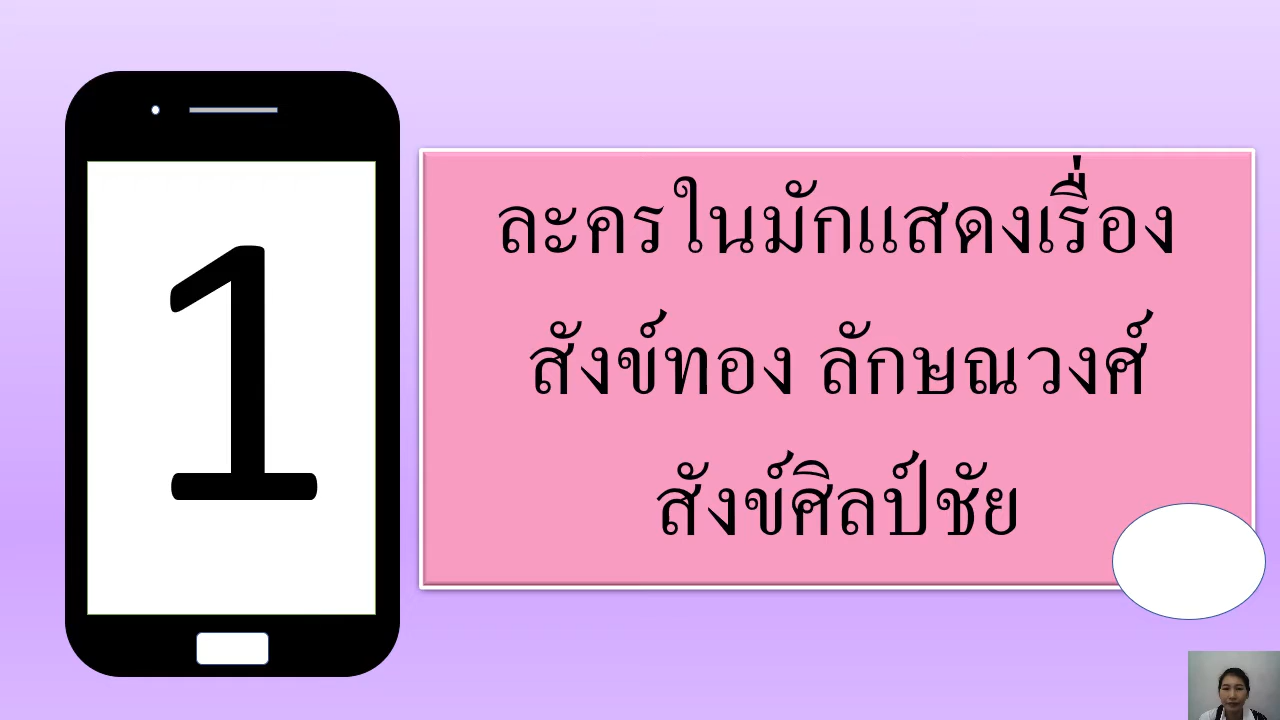 1
ละครในมักแสดงเรื่อง
สังข์ทอง ลักษณวงศ์
สังข์ศิลป์ชัย